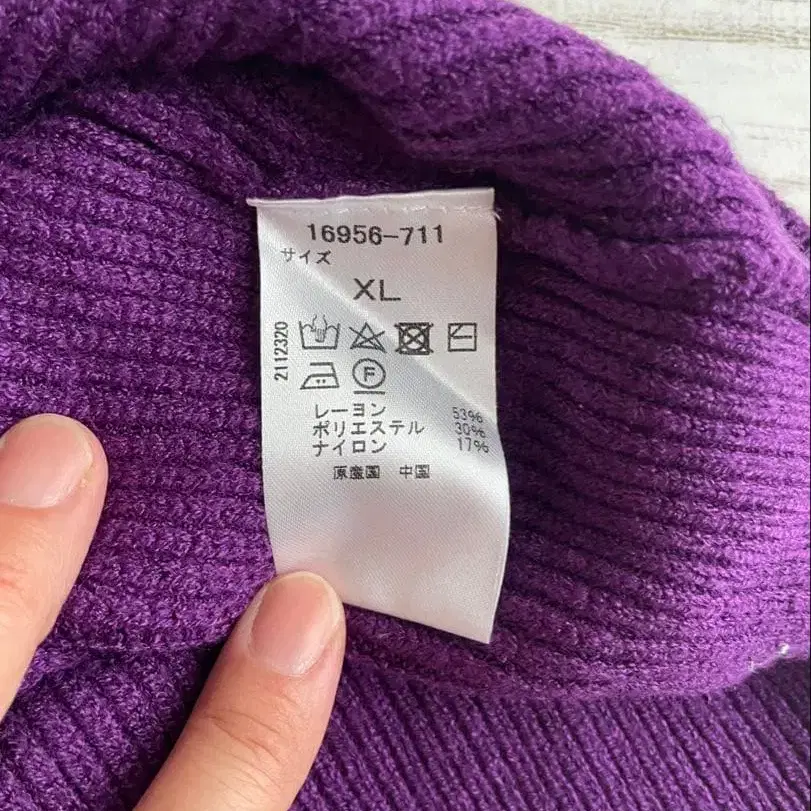 16956-711
サイズ
XL
2112320
F
レーヨン 53%
ポリエステル 30%
ナイロン 17%
原産国 中国